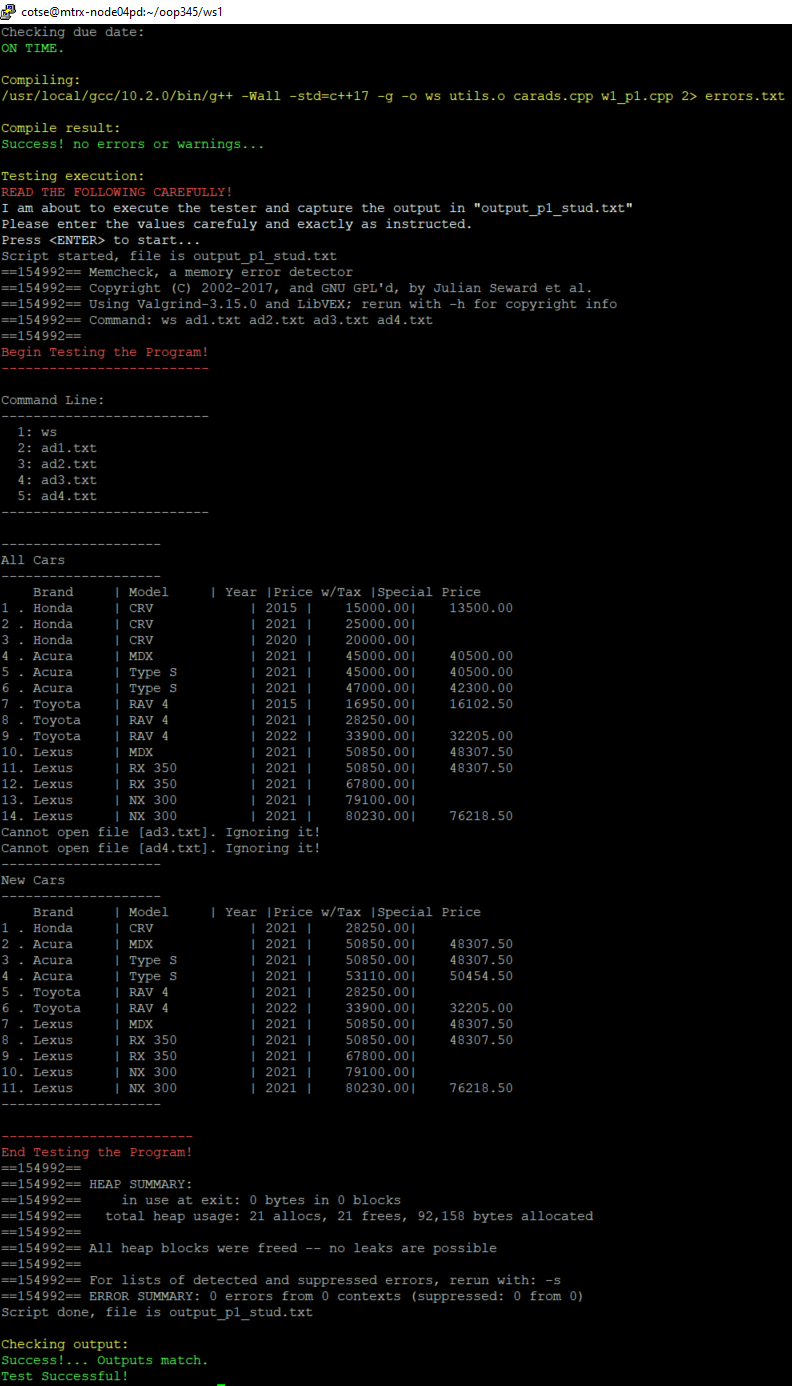 cotse@mtrx-node04pd:~/oop345/ws1
Checking due date:
ON TIME.
Compiling:
/usr/local/gcc/10.2.0/bin/g++ -Wall -std=c++17 -g -o ws utils.o carads.cpp w1_p1.cpp 2> errors.txt
Compile result:
Success! no errors or warnings...
Testing execution:
READ THE FOLLOWING CAREFULLY!
I am about to execute the tester and capture the output in "output_p1_stud.txt"
Please enter the values carefuly and exactly as instructed.
Press <ENTER> to start...
Script started, file is output_p1_stud.txt
==154992== Memcheck, a memory error detector
==154992== Copyright (C) 2002-2017, and GNU GPL'd, by Julian Seward et al.
==154992== Using Valgrind-3.15.0 and LibVEX; rerun with -h for copyright info
==154992== Command: ws ad1.txt ad2.txt ad3.txt ad4.txt
==154992==
Begin Testing the Program!
--------------------------
Command Line:
--------------------------
  1: ws
  2: ad1.txt
  3: ad2.txt
  4: ad3.txt
  5: ad4.txt
--------------------------
--------------------
All Cars
--------------------
    Brand     | Model     | Year |Price w/Tax |Special Price
1 . Honda     | CRV            | 2015 |    15000.00|    13500.00
2 . Honda     | CRV            | 2021 |    25000.00|
3 . Honda     | CRV            | 2020 |    20000.00|
4 . Acura     | MDX            | 2021 |    45000.00|    40500.00
5 . Acura     | Type S         | 2021 |    45000.00|    40500.00
6 . Acura     | Type S         | 2021 |    47000.00|    42300.00
7 . Toyota    | RAV 4          | 2015 |    16950.00|    16102.50
8 . Toyota    | RAV 4          | 2021 |    28250.00|
9 . Toyota    | RAV 4          | 2022 |    33900.00|    32205.00
10. Lexus     | MDX            | 2021 |    50850.00|    48307.50
11. Lexus     | RX 350         | 2021 |    50850.00|    48307.50
12. Lexus     | RX 350         | 2021 |    67800.00|
13. Lexus     | NX 300         | 2021 |    79100.00|
14. Lexus     | NX 300         | 2021 |    80230.00|    76218.50
Cannot open file [ad3.txt]. Ignoring it!
Cannot open file [ad4.txt]. Ignoring it!
--------------------
New Cars
--------------------
    Brand     | Model     | Year |Price w/Tax |Special Price
1 . Honda     | CRV            | 2021 |    28250.00|
2 . Acura     | MDX            | 2021 |    50850.00|    48307.50
3 . Acura     | Type S         | 2021 |    50850.00|    48307.50
4 . Acura     | Type S         | 2021 |    53110.00|    50454.50
5 . Toyota    | RAV 4          | 2021 |    28250.00|
6 . Toyota    | RAV 4          | 2022 |    33900.00|    32205.00
7 . Lexus     | MDX            | 2021 |    50850.00|    48307.50
8 . Lexus     | RX 350         | 2021 |    50850.00|    48307.50
9 . Lexus     | RX 350         | 2021 |    67800.00|
10. Lexus     | NX 300         | 2021 |    79100.00|
11. Lexus     | NX 300         | 2021 |    80230.00|    76218.50
--------------------
------------------------
End Testing the Program!
==154992==
==154992== HEAP SUMMARY:
==154992==     in use at exit: 0 bytes in 0 blocks
==154992==   total heap usage: 21 allocs, 21 frees, 92,158 bytes allocated
==154992==
==154992== All heap blocks were freed -- no leaks are possible
==154992==
==154992== For lists of detected and suppressed errors, rerun with: -s
==154992== ERROR SUMMARY: 0 errors from 0 contexts (suppressed: 0 from 0)
Script done, file is output_p1_stud.txt
Checking output:
Success!... Outputs match.
Test Successful!